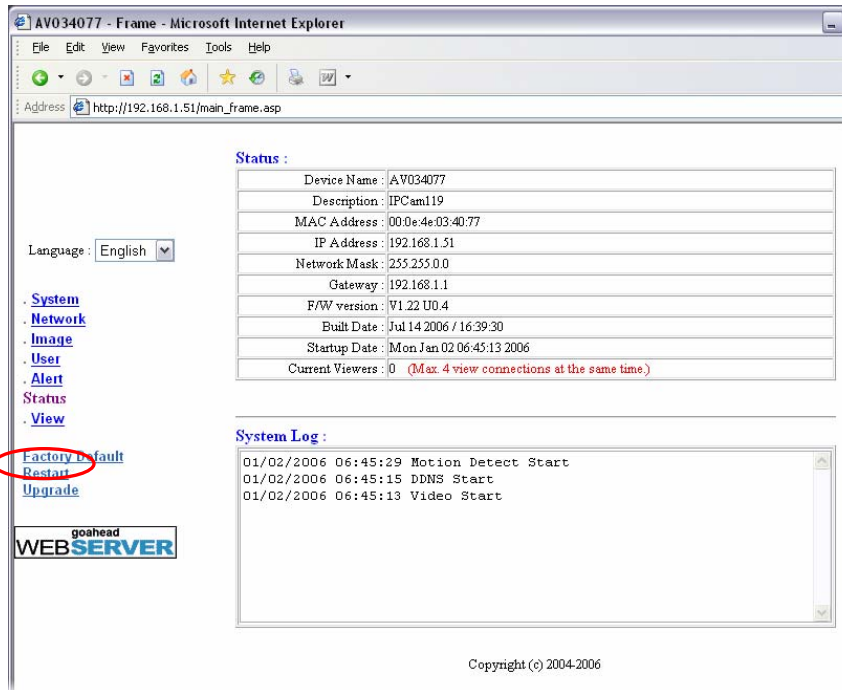 AV034077 - Frame - Microsoft Internet Explorer
File Edit View Favorites Tools Help
Address http://192.168.1.51/main_frame.asp
Language : English
. System
. Network
. Image
. User
. Alert
Status
. View
Factory Default
Restart
Upgrade
goahead
WEBSERVER
Status :
Device Name : AV034077
Description : IPCam119
MAC Address : 00:0e:4e:03:40:77
IP Address : 192.168.1.51
Network Mask : 255.255.0.0
Gateway : 192.168.1.1
F/W version : V1.22 U0.4
Built Date : Jul 14 2006 / 16:39:30
Startup Date : Mon Jan 02 06:45:13 2006
Current Viewers : 0 (Max. 4 view connections at the same time.)
System Log :
01/02/2006 06:45:29 Motion Detect Start
01/02/2006 06:45:15 DDNS Start
01/02/2006 06:45:13 Video Start
Copyright (c) 2004-2006